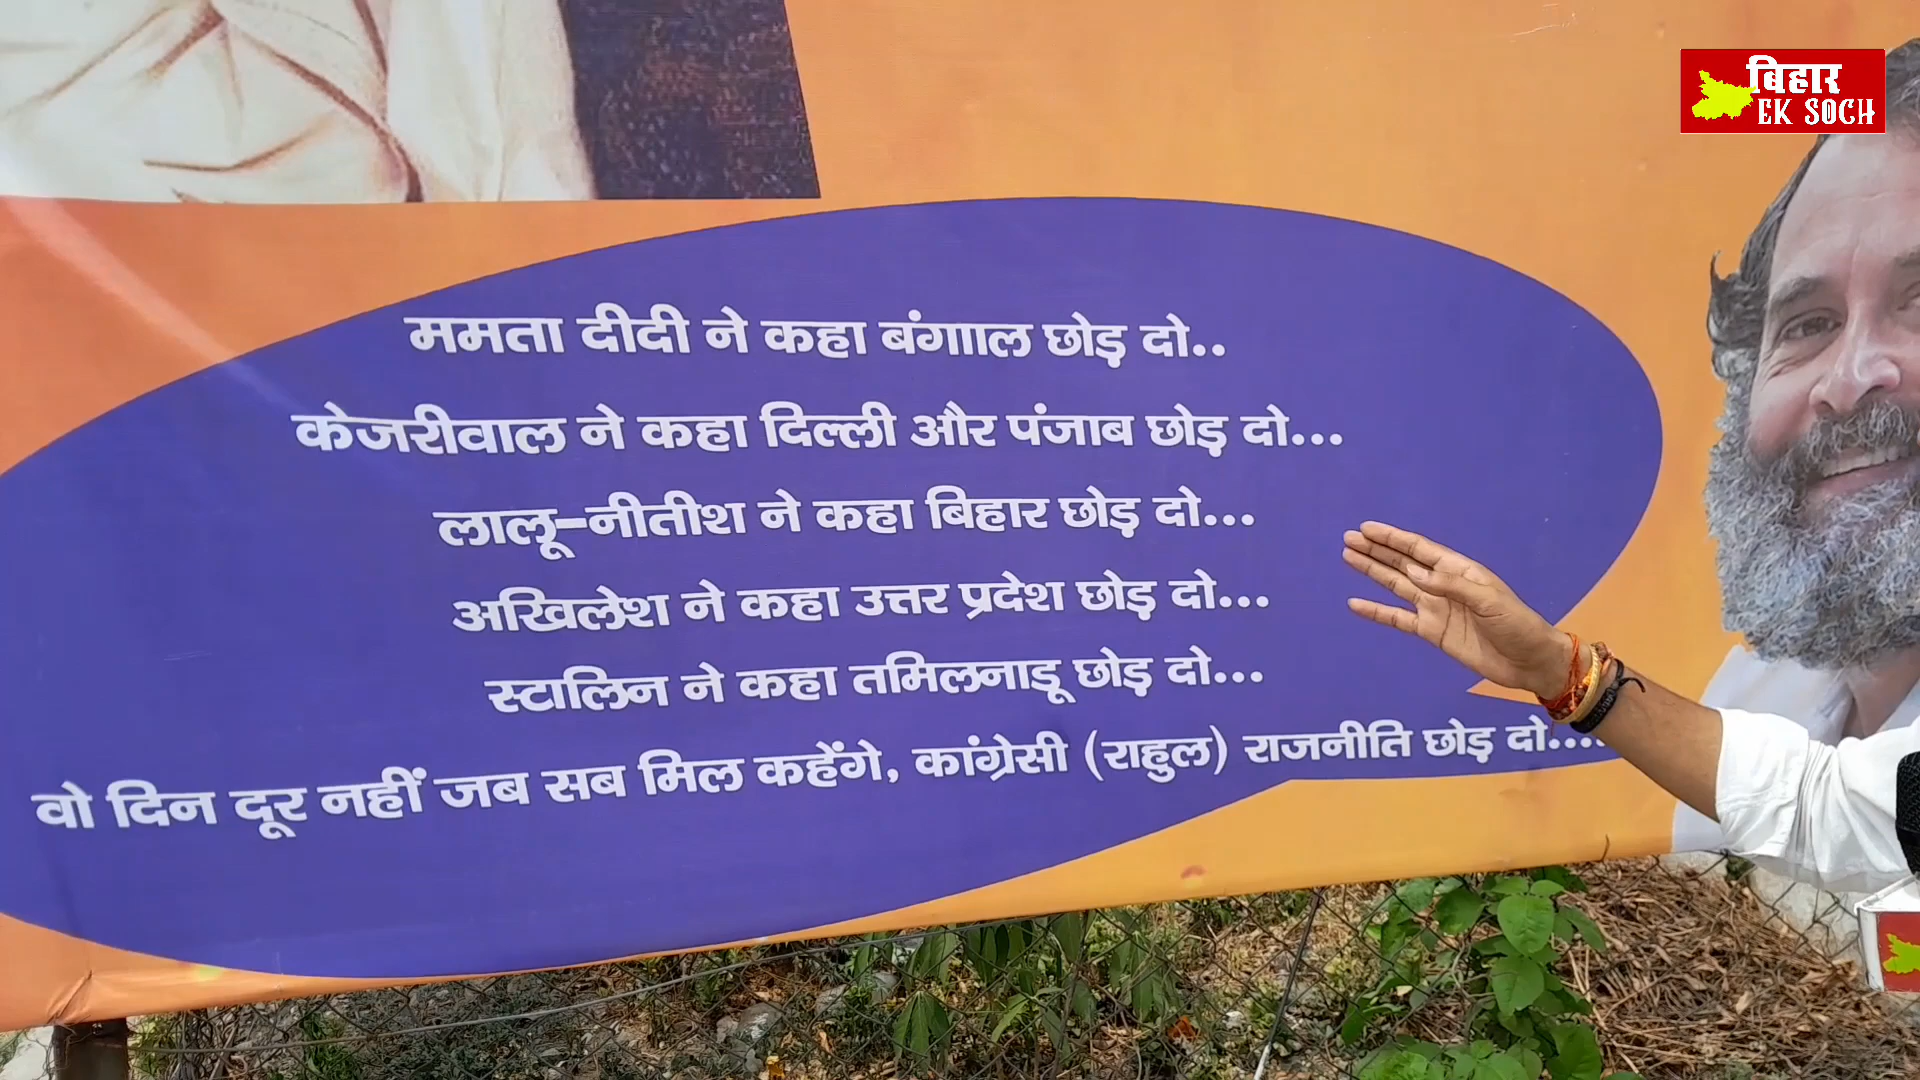 बिहार
EK SOCH
ममता दीदी ने कहा बंगााल छोड़ दो..
केजरीवाल ने कहा दिल्ली और पंजाब छोड़ दो...
लालू-नीतीश ने कहा बिहार छोड़ दो...
अखिलेश ने कहा उत्तर प्रदेश छोड़ दो...
स्टालिन ने कहा तमिलनाडू छोड़ दो...
वो दिन दूर नहीं जब सब मिल कहेंगे, कांग्रेसी (राहुल) राजनीति छोड़ दो....